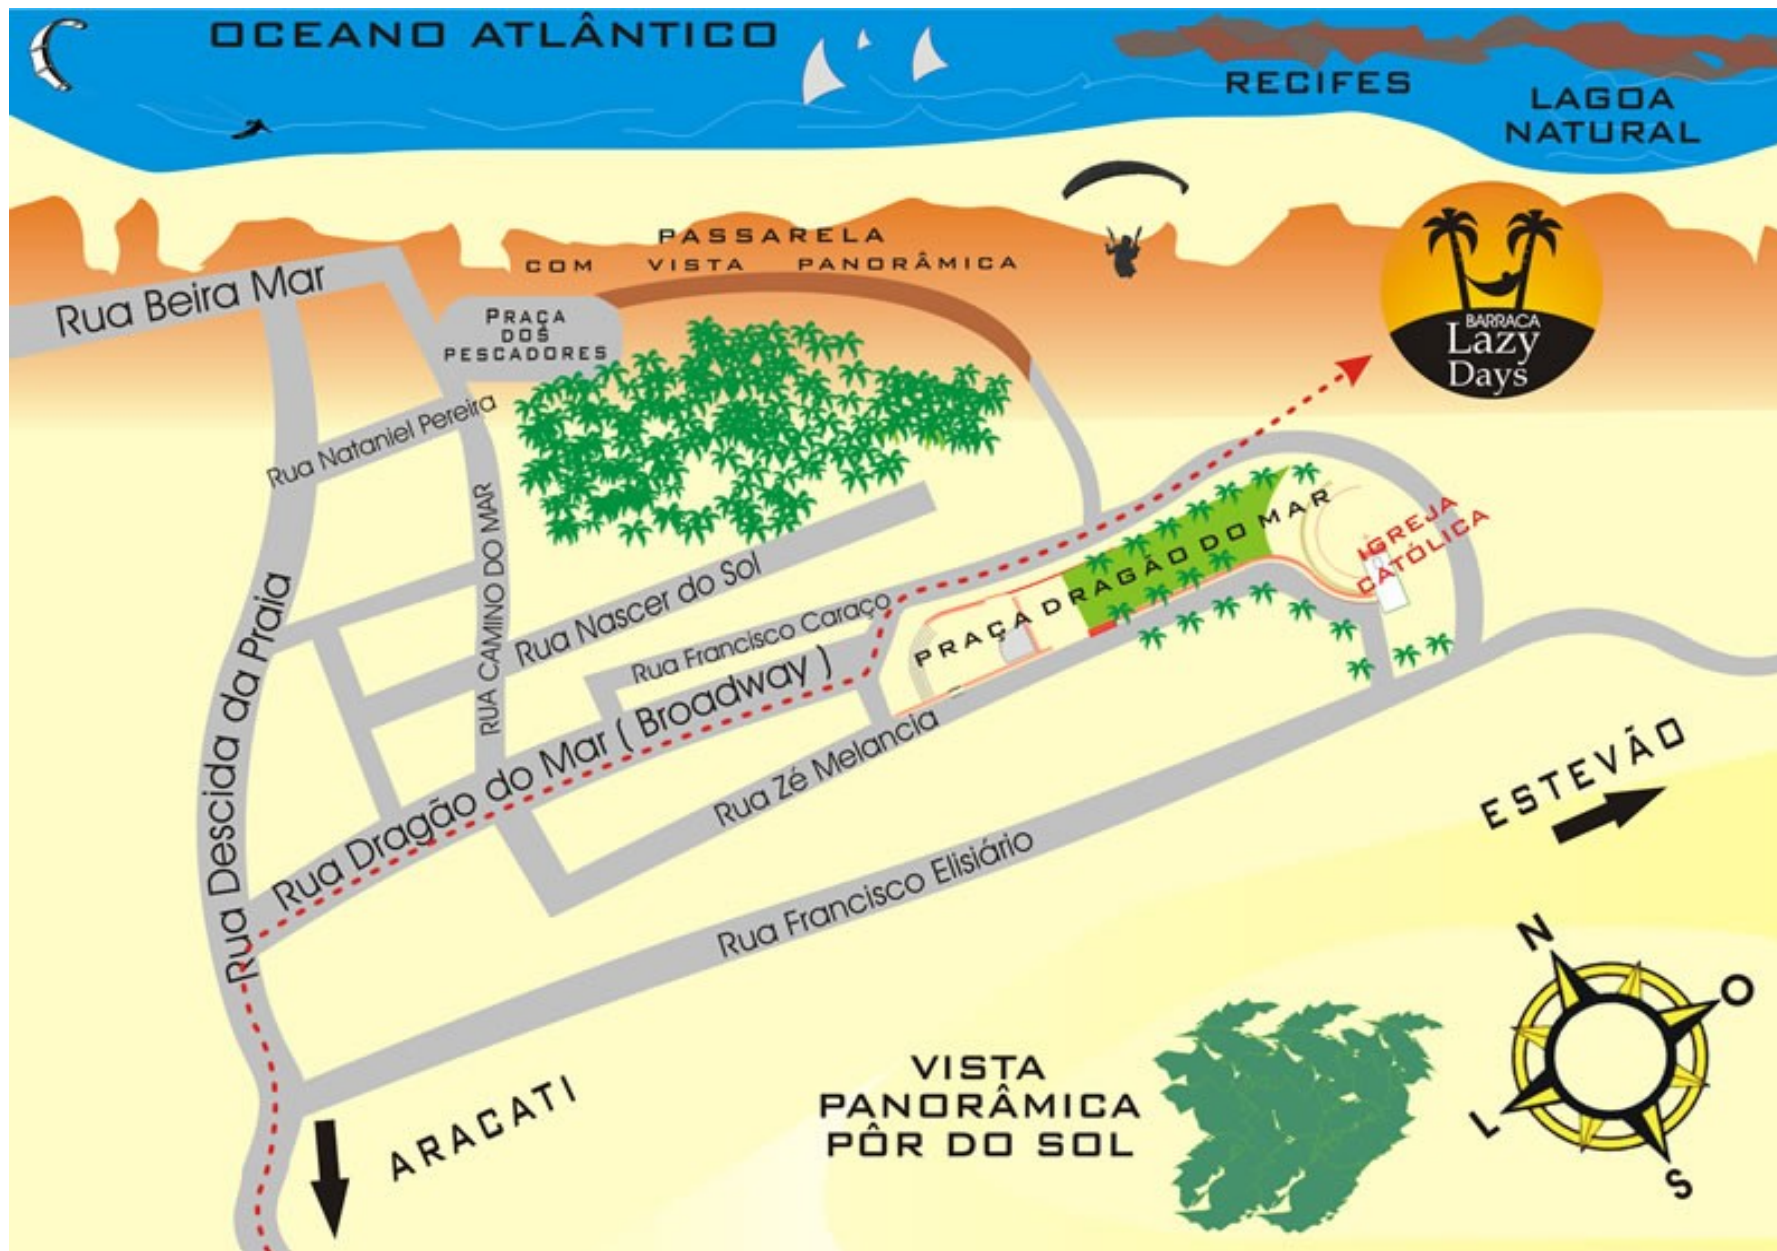 OCEANO ATLÂNTICO
RECIFES
LAGOA
NATURAL
PASSARELA
COM VISTA PANORÂMICA
Rua Beira Mar
PRAÇA
DOS
PESCADORES
BARRACA
Lazy
Days
Rua Nataniel Pereira
RUA CAMINO DO MAR
Rua Nascer do Sol
Rua Francisco Caraço
PRAÇA DRAGÃO DO MAR
IGREJA
CATÓLICA
Rua Descida da Praia
Rua Dragão do Mar ( Broadway )
Rua Zé Melancia
Rua Francisco Elisiário
ESTEVÃO
ARACATI
VISTA
PANORÂMICA
PÔR DO SOL
N
O
L
S